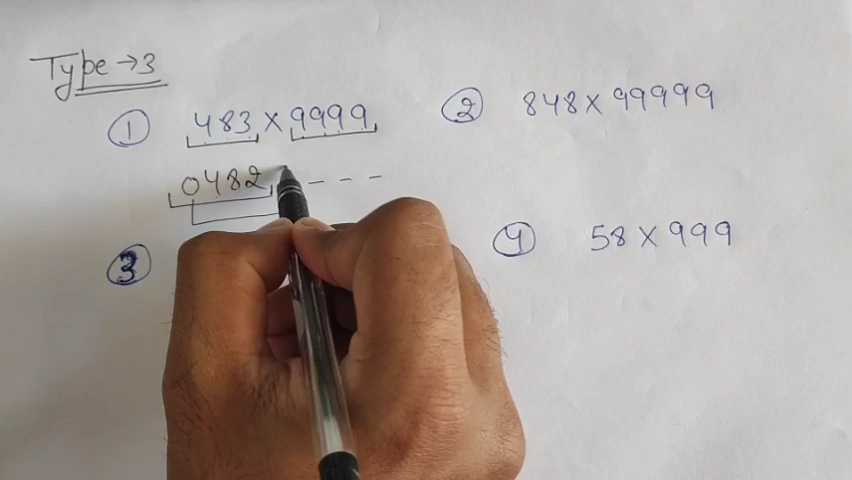 Type → 3
① 483 × 9999
② 848 × 99999
0482 - - -
③
④ 58 × 999